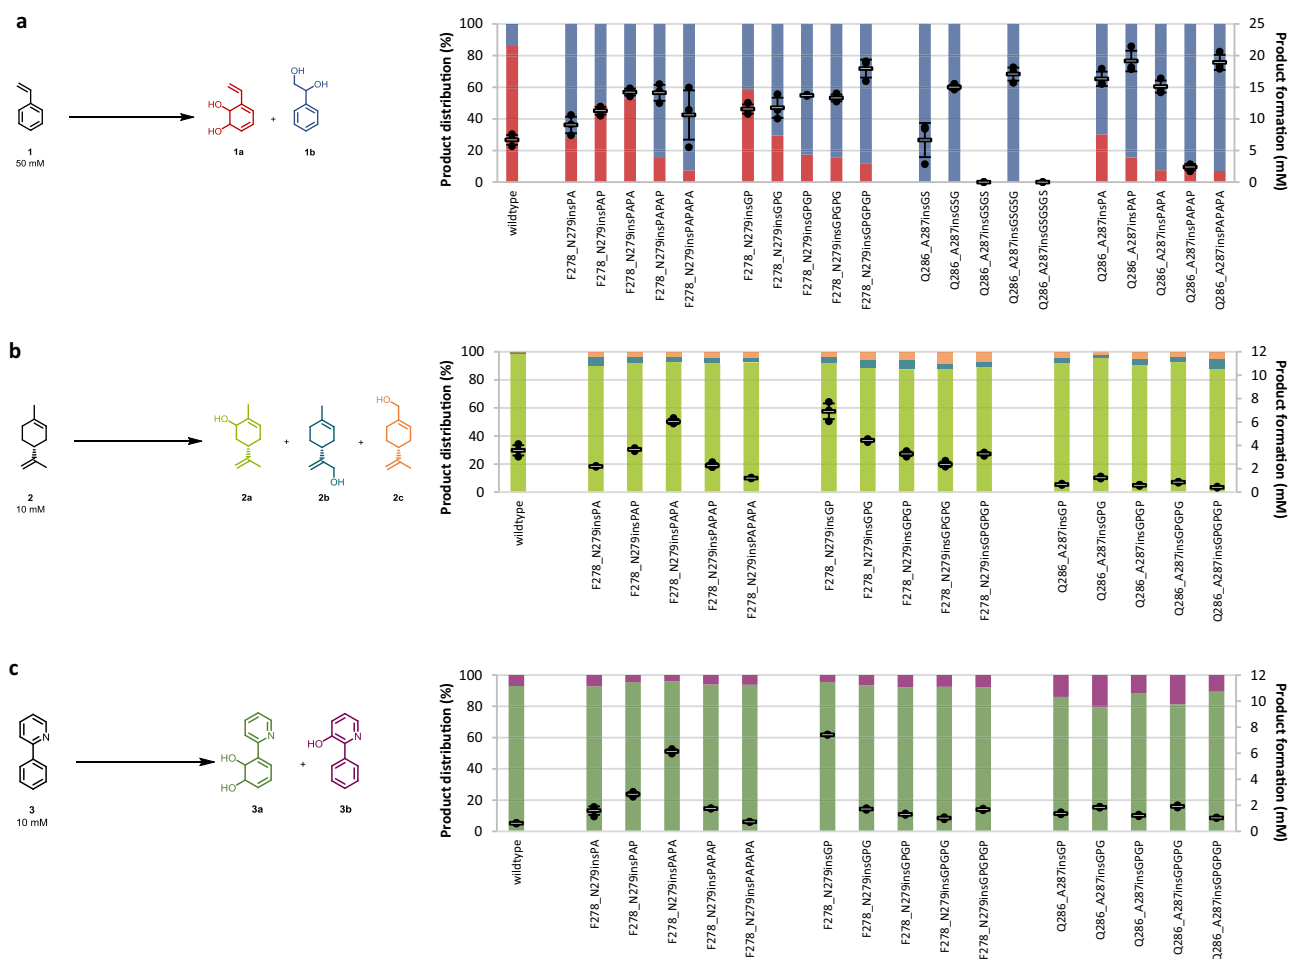 a
OH
OH
HO
HO
1
50 mM
+
1a
1b
Product distribution (%)
100
80
60
40
20
0
25
20
15
10
5
0
Product formation (mM)
wildtype
F278_N279insPA
F278_N279insPAP
F278_N279insPAPA
F278_N279insPAPAP
F278_N279insPAPAPA
F278_N279insGP
F278_N279insGPG
F278_N279insGPGP
F278_N279insGPGPG
F278_N279insGPGPGP
Q286_A287insGS
Q286_A287insGSG
Q286_A287insGSGS
Q286_A287insGSGSG
Q286_A287insGSGSGS
Q286_A287insPA
Q286_A287insPAP
Q286_A287insPAPA
Q286_A287insPAPAP
Q286_A287insPAPAPA
b
HO
HO
OH
2
10 mM
+
+
2a
2b
2c
Product distribution (%)
100
80
60
40
20
0
12
10
8
6
4
2
0
Product formation (mM)
wildtype
F278_N279insPA
F278_N279insPAP
F278_N279insPAPA
F278_N279insPAPAP
F278_N279insPAPAPA
F278_N279insGP
F278_N279insGPG
F278_N279insGPGP
F278_N279insGPGPG
F278_N279insGPGPGP
Q286_A287insGP
Q286_A287insGPG
Q286_A287insGPGP
Q286_A287insGPGPG
Q286_A287insGPGPGP
c
N
N
N
HO
HO
HO
3
10 mM
+
3a
3b
Product distribution (%)
100
80
60
40
20
0
12
10
8
6
4
2
0
Product formation (mM)
wildtype
F278_N279insPA
F278_N279insPAP
F278_N279insPAPA
F278_N279insPAPAP
F278_N279insPAPAPA
F278_N279insGP
F278_N279insGPG
F278_N279insGPGP
F278_N279insGPGPG
F278_N279insGPGPGP
Q286_A287insGP
Q286_A287insGPG
Q286_A287insGPGP
Q286_A287insGPGPG
Q286_A287insGPGPGP